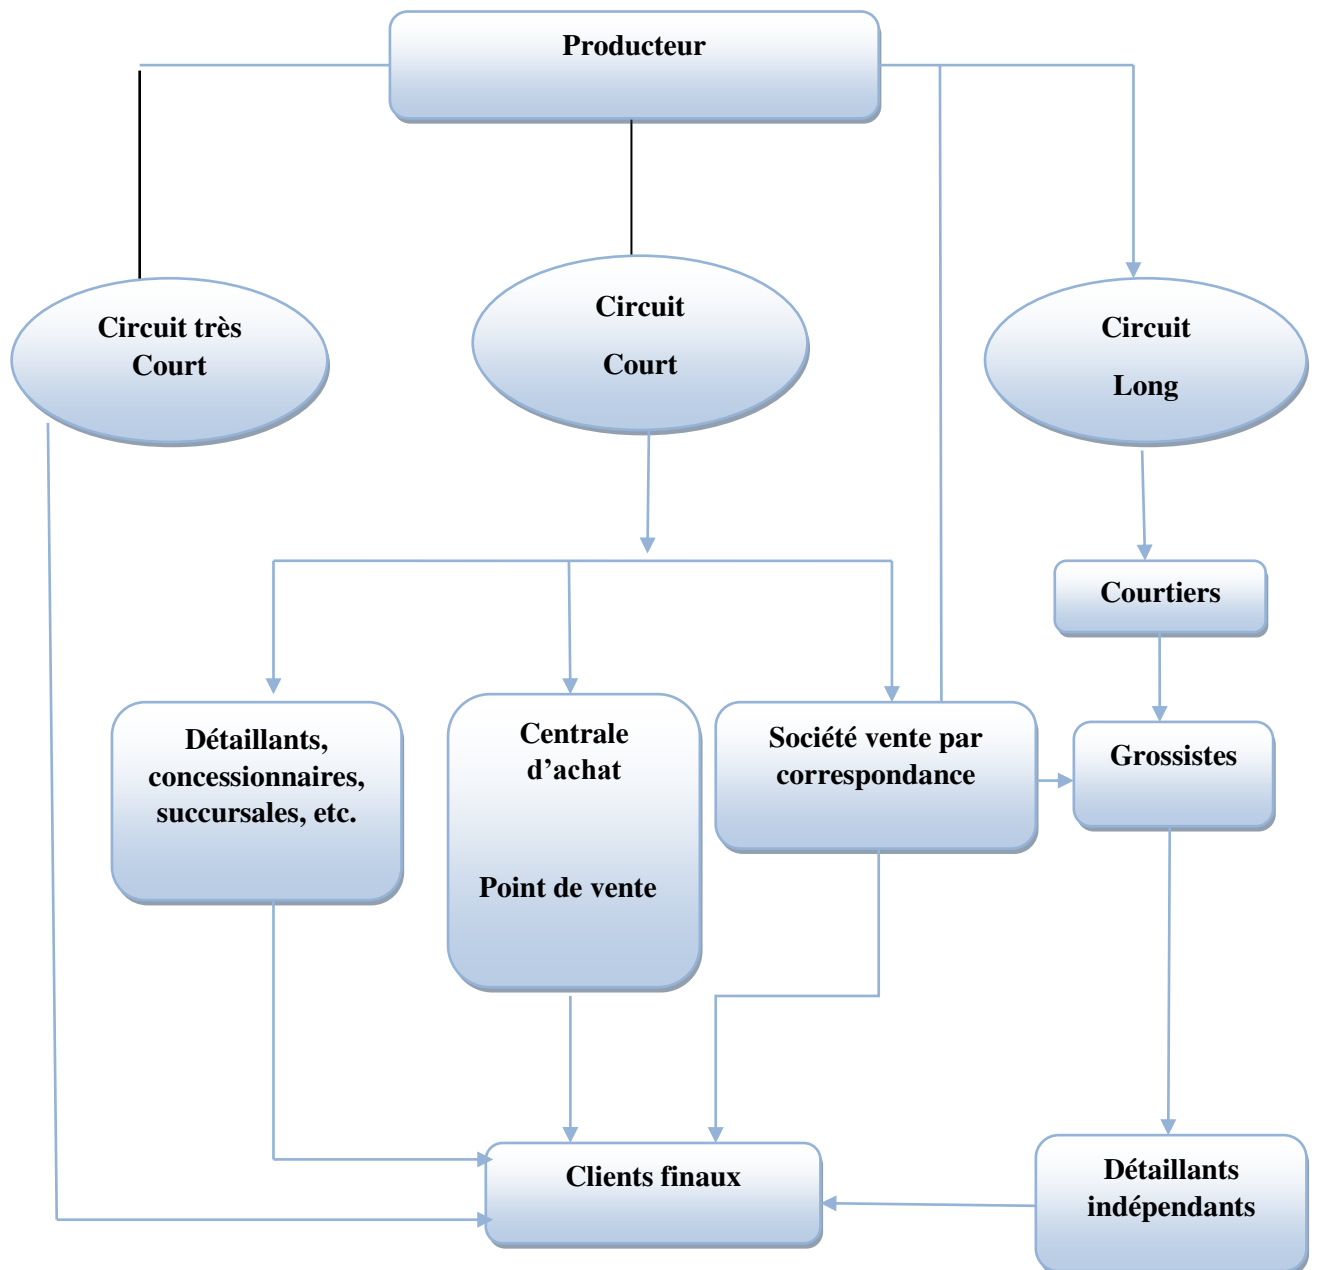 Producteur
Circuit très
Court
Circuit
Court
Circuit
Long
Courtiers
Détaillants,
concessionnaires,
succursales, etc.
Centrale
d’achat
Point de vente
Société vente par
correspondance
Grossistes
Clients finaux
Détaillants
indépendants